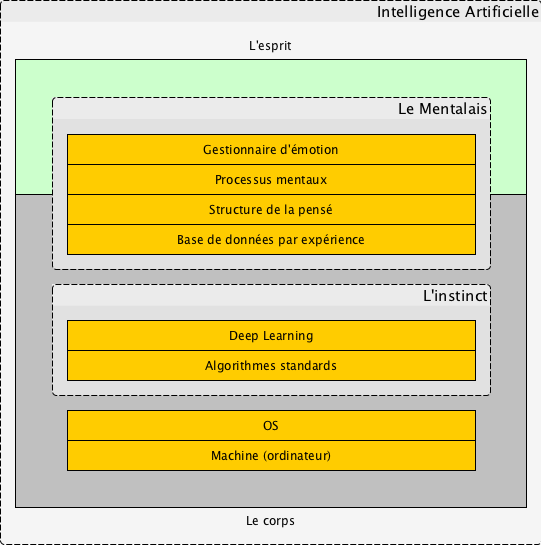 Intelligence Artificielle
L'esprit
Le Mentalais
Gestionnaire d'émotion
Processus mentaux
Structure de la pensé
Base de données par expérience
L'instinct
Deep Learning
Algorithmes standards
OS
Machine (ordinateur)
Le corps